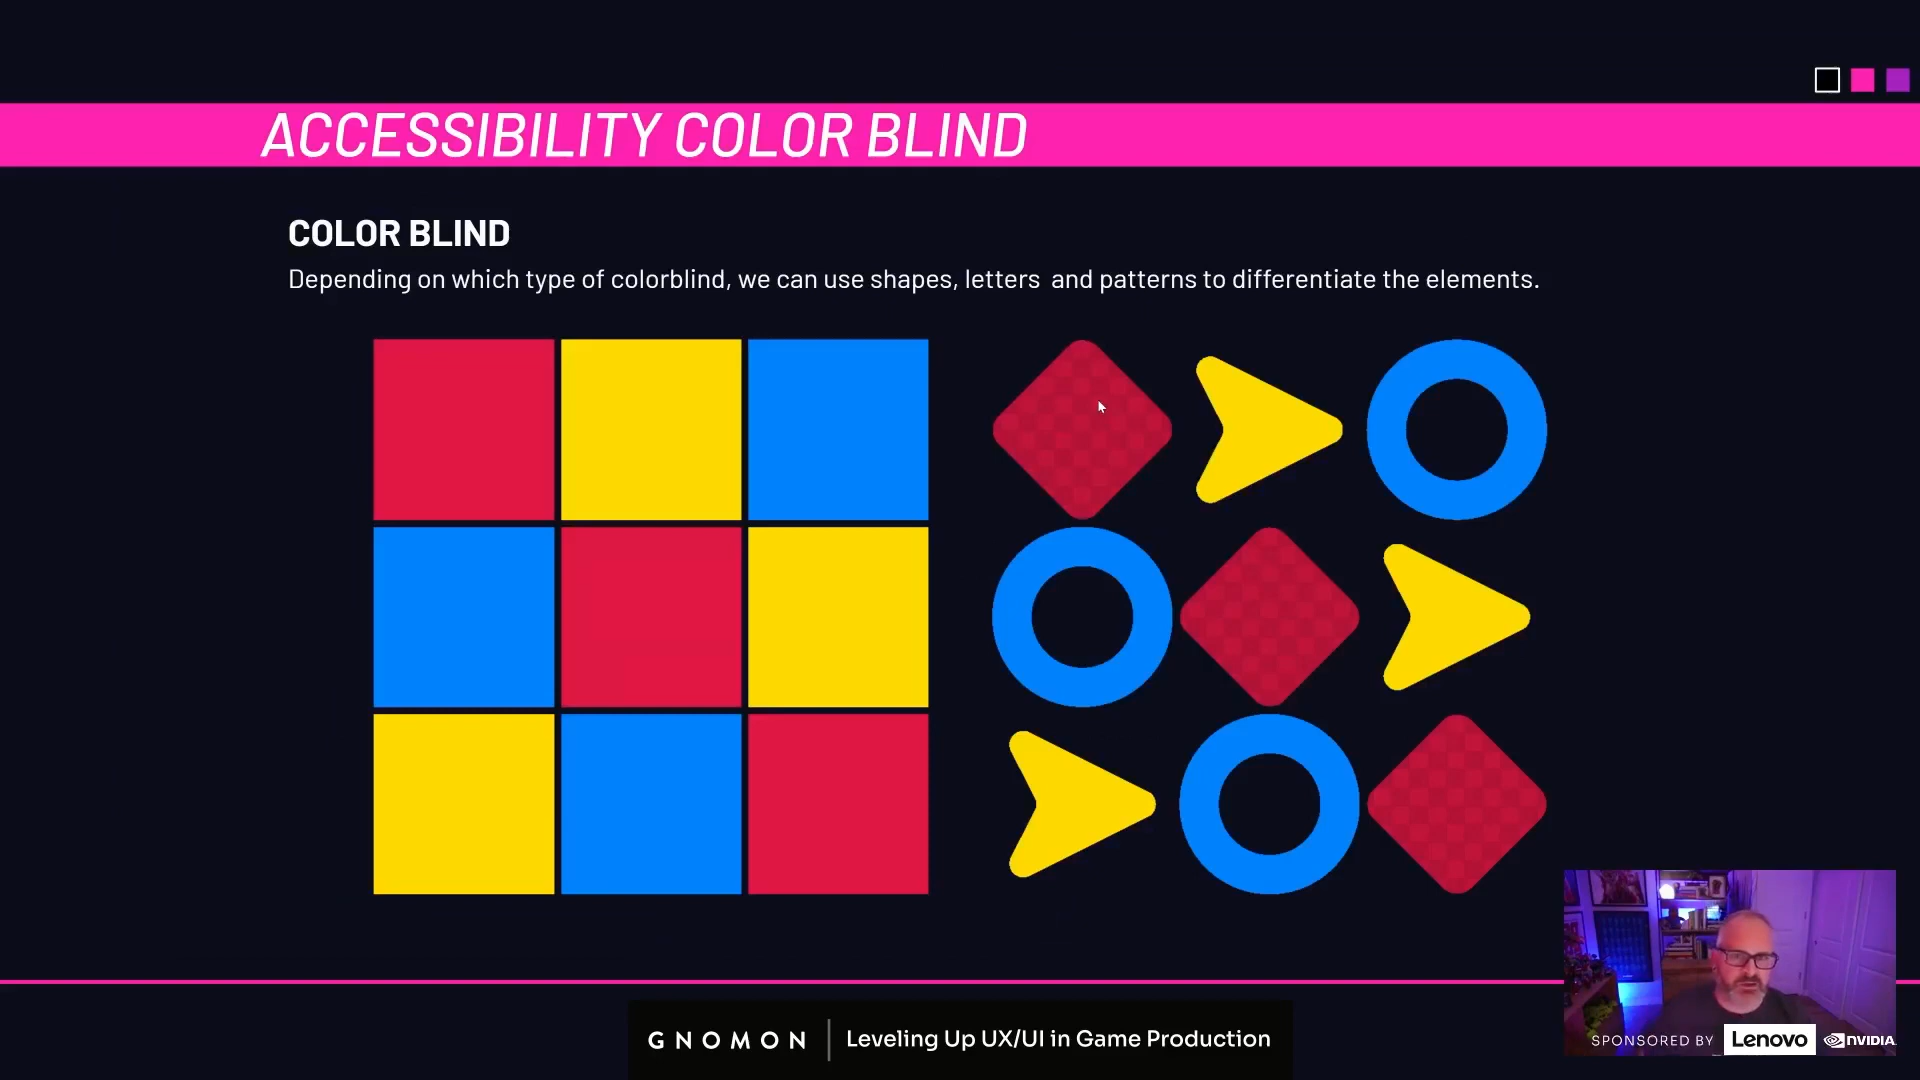 ACCESSIBILITY COLOR BLIND
COLOR BLIND
Depending on which type of colorblind, we can use shapes, letters  and patterns to differentiate the elements.
GNOMON | Leveling Up UX/UI in Game Production
SPONSORED BY Lenovo NVIDIA